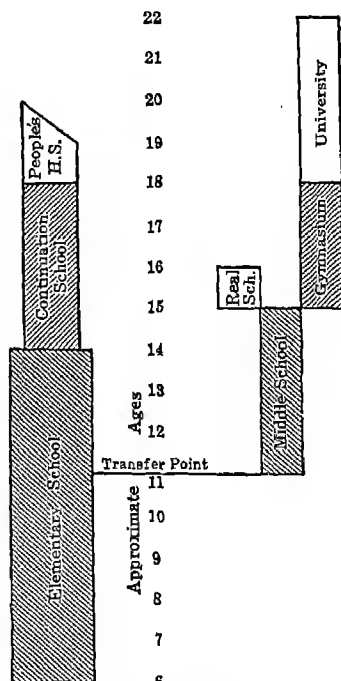 22
21
20
19
18
17
16
15
14
13
12
11
10
9
8
7
6
Ages
Approximate
Transfer Point
People's
H.S.
Continuation
School
Elementary School
Real
Sch.
Middle School
Gymnasium
University